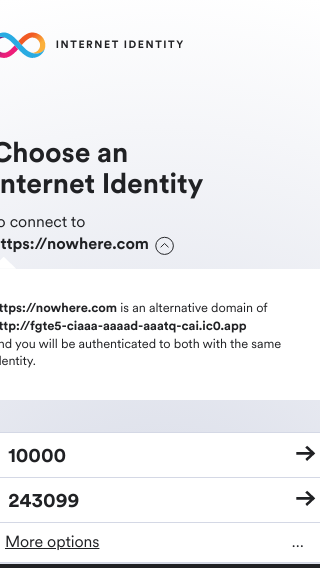 INTERNET IDENTITY
Choose an
nternet Identity
o connect to
ttps://nowhere.com
ttps://nowhere.com is an alternative domain of
ttp://fgte5-ciaaa-aaaad-aaatq-cai.ic0.app
nd you will be authenticated to both with the same
dentity.
10000
243099
More options
...